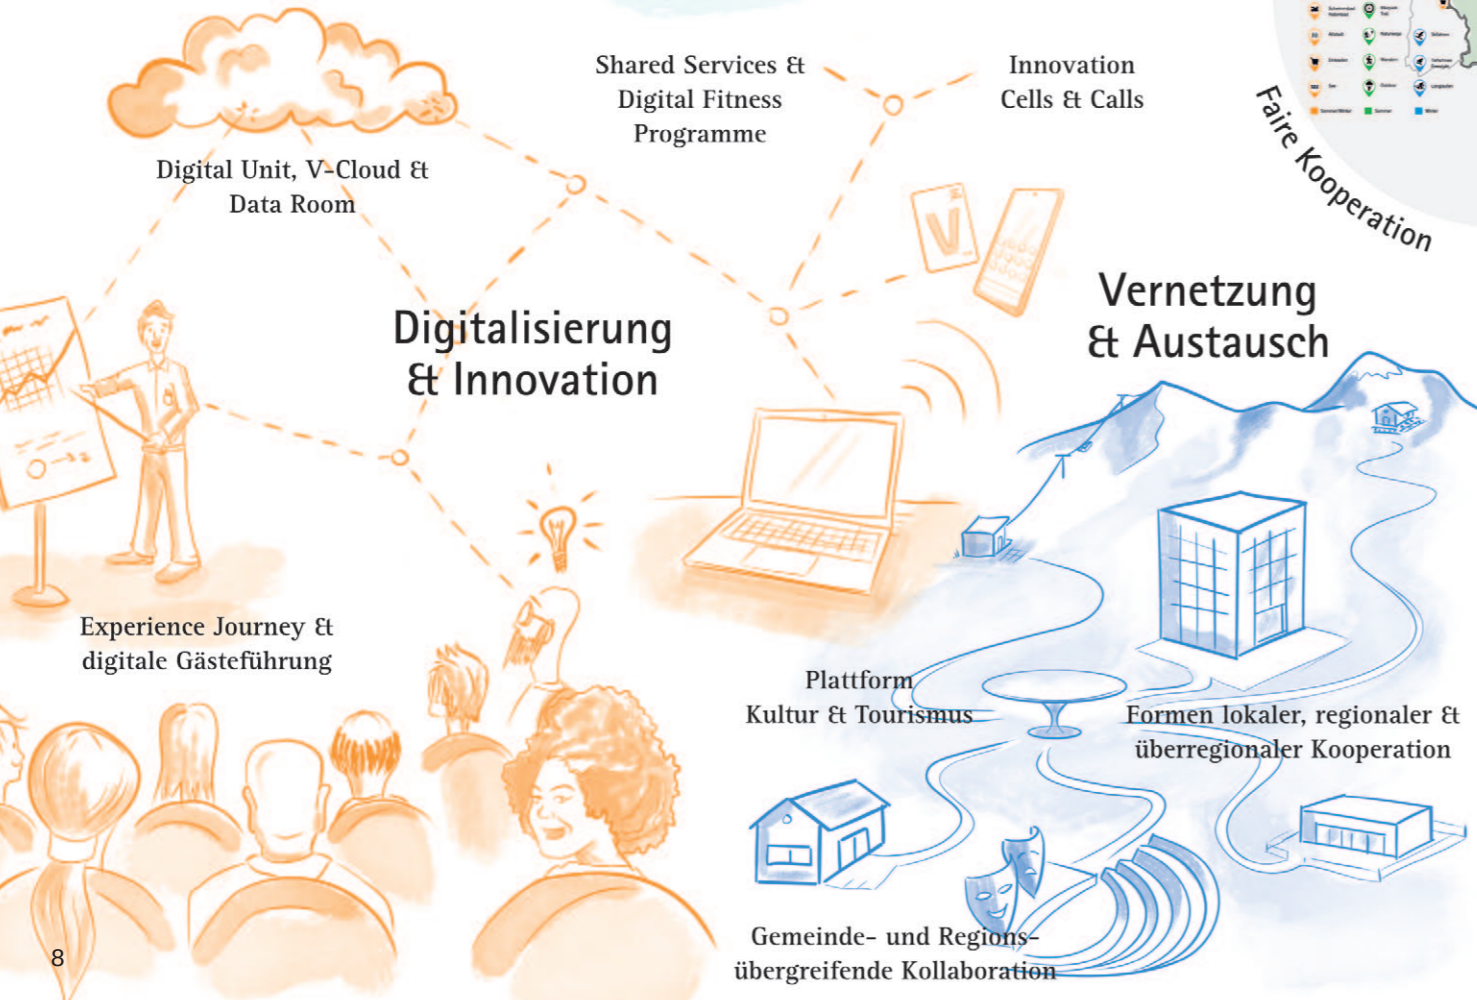 Shared Services &
Digital Fitness
Programme
Innovation
Cells & Calls
Faire Kooperation
Digital Unit, V-Cloud &
Data Room
V
Digitalisierung
& Innovation
Vernetzung
& Austausch
Experience Journey &
digitale Gästeführung
Plattform
Kultur & Tourismus
Formen lokaler, regionaler &
überregionaler Kooperation
Gemeinde- und Regions-
übergreifende Kollaboration
8